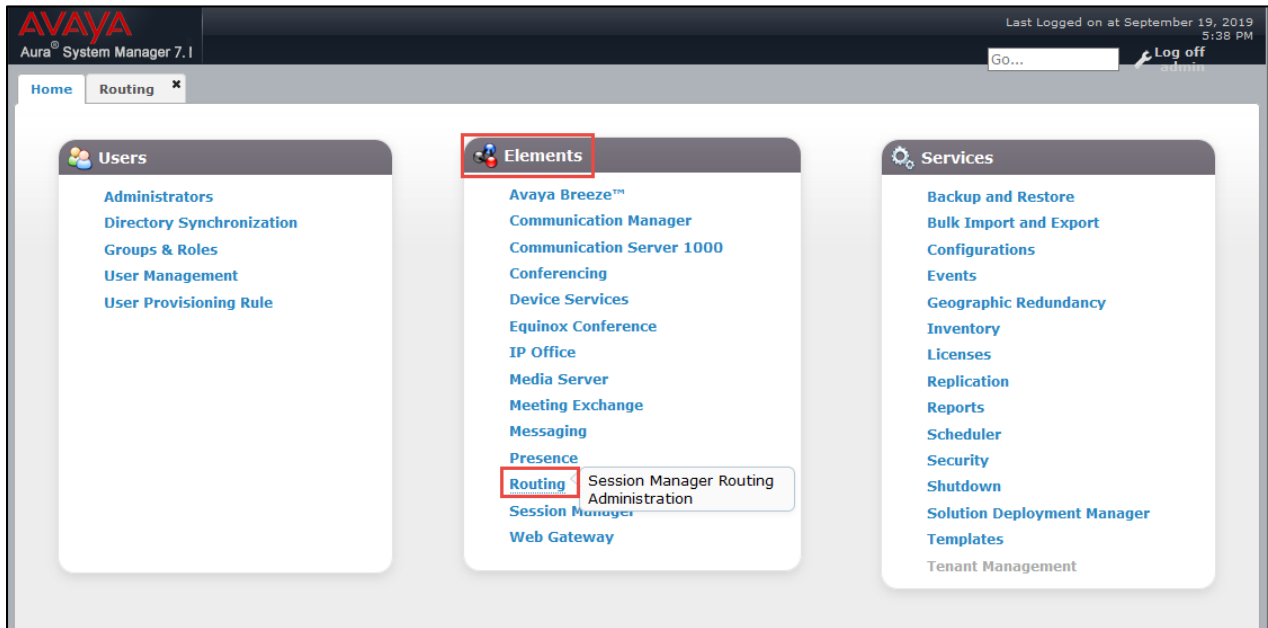 AVAYA
Aura® System Manager 7.1
Last Logged on at September 19, 2019
5:38 PM
Go...
Log off
admin
Home
Routing ×
Users
Administrators
Directory Synchronization
Groups & Roles
User Management
User Provisioning Rule
Elements
Avaya Breeze™
Communication Manager
Communication Server 1000
Conferencing
Device Services
Equinox Conference
IP Office
Media Server
Meeting Exchange
Messaging
Presence
Routing
Session Manager Routing
Administration
Session Manager
Web Gateway
Services
Backup and Restore
Bulk Import and Export
Configurations
Events
Geographic Redundancy
Inventory
Licenses
Replication
Reports
Scheduler
Security
Shutdown
Solution Deployment Manager
Templates
Tenant Management